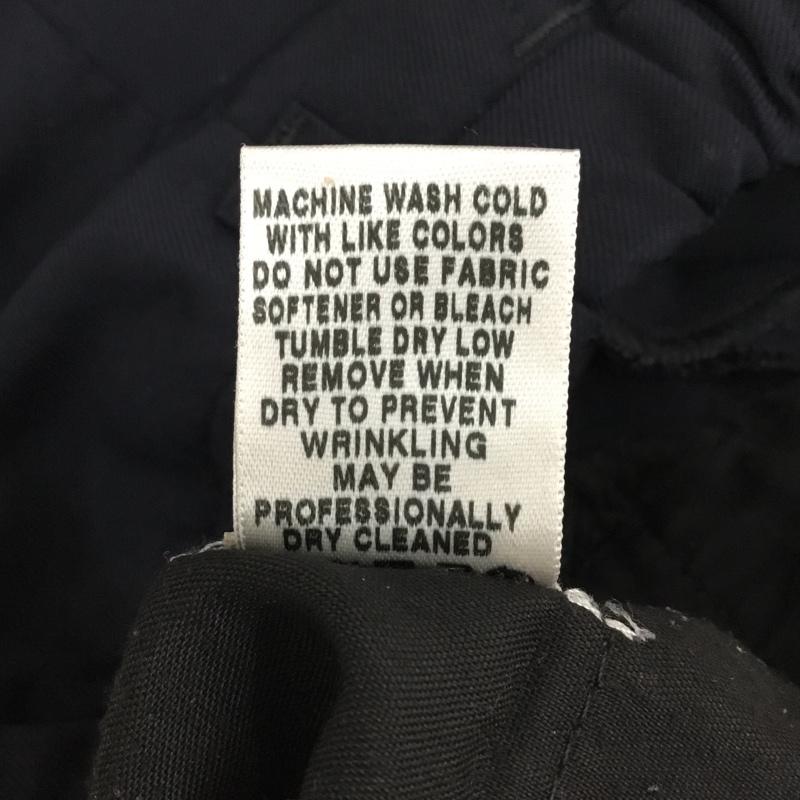 MACHINE WASH COLD
WITH LIKE COLORS
DO NOT USE FABRIC
SOFTENER OR BLEACH
TUMBLE DRY LOW
REMOVE WHEN
DRY TO PREVENT
WRINKLING
MAY BE
PROFESSIONALLY
DRY CLEANED